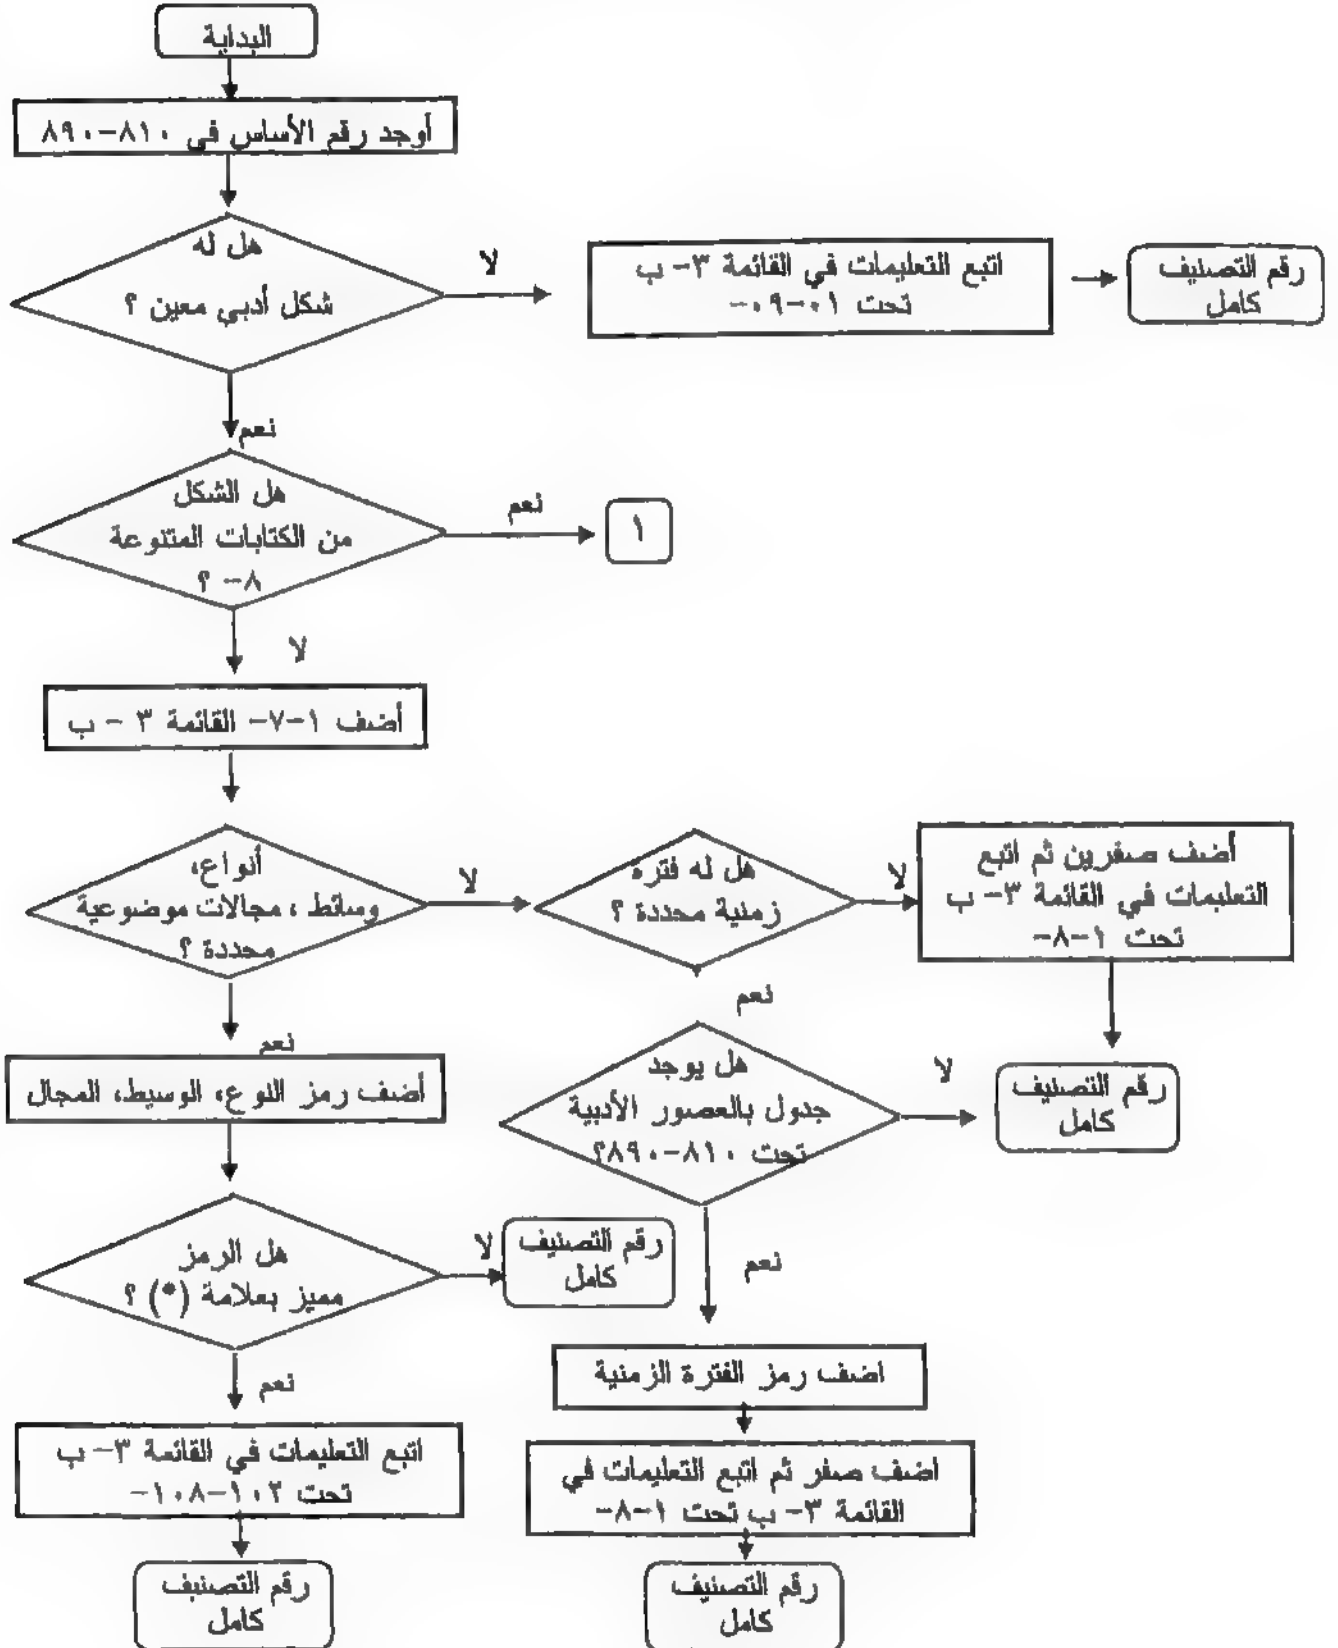 البداية
أوجد رقم الأساس في ٨١٠-٨٩٠
هل له
شكل أدبي معين ؟
لا
اتبع التعليمات في القائمة ٣- ب
تحت ٠١-٠٩-
رقم التصنيف
كامل
نعم
هل الشكل
من الكتابات المتنوعة
٨- ؟
نعم
١
لا
أضف ١-٧- القائمة ٣ - ب
أنواع،
وسائط ، مجالات موضوعية
محددة ؟
لا
هل له فترة
زمنية محددة ؟
لا
أضف صفرين ثم اتبع
التعليمات في القائمة ٣- ب
تحت ١-٨-
نعم
نعم
أضف رمز النوع، الوسيط، المجال
هل يوجد
جدول بالعصور الأدبية
تحت ٨١٠-٨٩٠؟
لا
رقم التصنيف
كامل
هل الرمز
مميز بعلامة (*) ؟
لا
رقم التصنيف
كامل
نعم
نعم
اضف رمز الفترة الزمنية
اتبع التعليمات في القائمة ٣- ب
تحت ١٠٢-١٠٨-
اضف صفر ثم اتبع التعليمات في
القائمة ٣- ب تحت ١-٨-
رقم التصنيف
كامل
رقم التصنيف
كامل